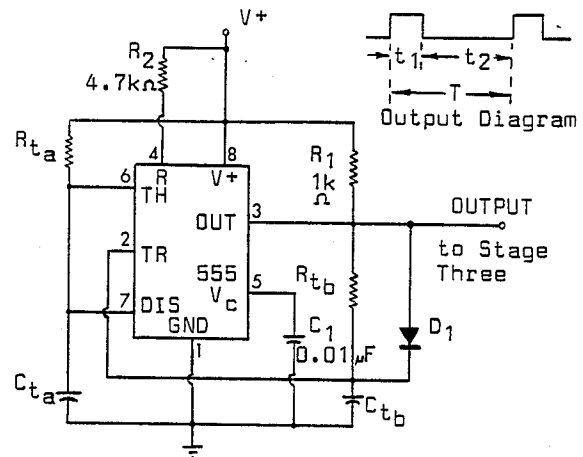 V+
R2
4.7kΩ
t1
t2
T
Output Diagram
Rta
4
8
R
V+
6
TH
R1
1k
Ω
OUT
3
OUTPUT
to Stage
Three
2
TR
555
5
Vc
Rtb
7
DIS
GND
1
C1
0.01µF
D1
Cta
Ctb